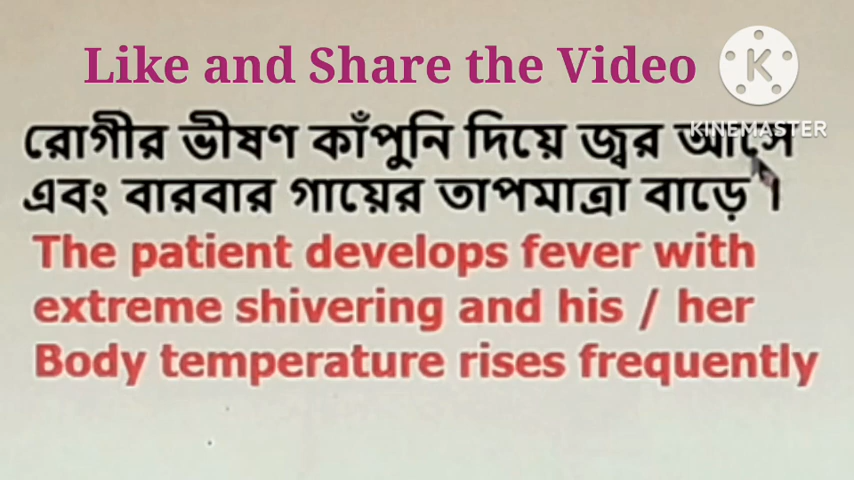 Like and Share the Video
KINEMASTER
রোগীর ভীষণ কাঁপুনি দিয়ে জ্বর আসে
এবং বারবার গায়ের তাপমাত্রা বাড়ে।
The patient develops fever with
extreme shivering and his / her
Body temperature rises frequently